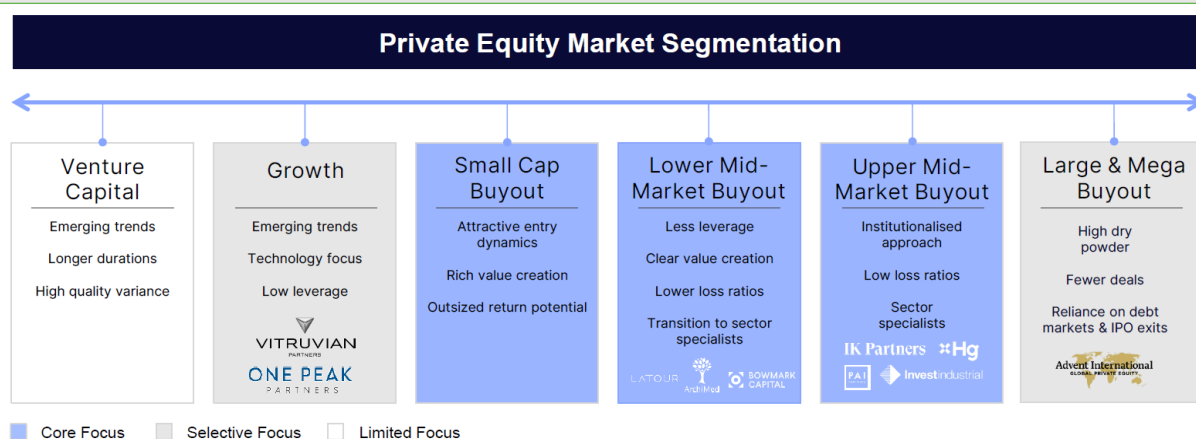 Private Equity Market Segmentation
Venture
Capital
Emerging trends
Longer durations
High quality variance
Growth
Emerging trends
Technology focus
Low leverage
VITRUVIAN
PARTNERS
ONE PEAK
PARTNERS
Small Cap
Buyout
Attractive entry
dynamics
Rich value creation
Outsized return potential
Lower Mid-
Market Buyout
Less leverage
Clear value creation
Lower loss ratios
Transition to sector
specialists
LATOUR
ArchiMed
BOWMARK
CAPITAL
Upper Mid-
Market Buyout
Institutionalised
approach
Low loss ratios
Sector
specialists
IK Partners
Hg
PAI
Investindustrial
Large & Mega
Buyout
High dry
powder
Fewer deals
Reliance on debt
markets & IPO exits
Advent International
GLOBAL PRIVATE EQUITY
Core Focus
Selective Focus
Limited Focus